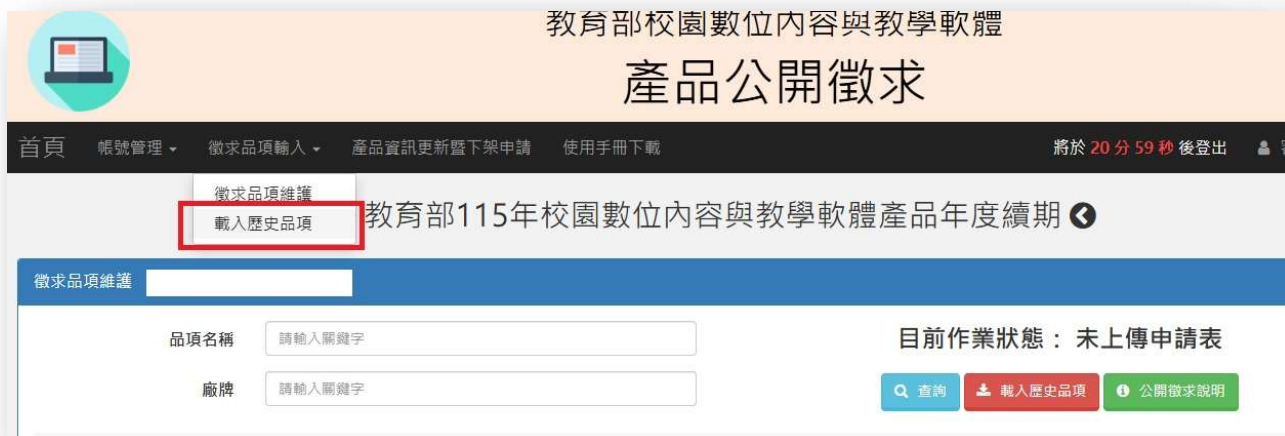 教育部校園數位內容與教學軟體
產品公開徵求
首頁 帳號管理 徵求品項輸入 產品資訊更新暨下架申請 使用手冊下載 將於 20 分 59 秒 後登出
徵求品項維護
載入歷史品項
教育部115年校園數位內容與教學軟體產品年度續期
徵求品項維護
品項名稱 請輸入關鍵字 目前作業狀態： 未上傳申請表
廠牌 請輸入關鍵字 查詢 載入歷史品項 公開徵求說明